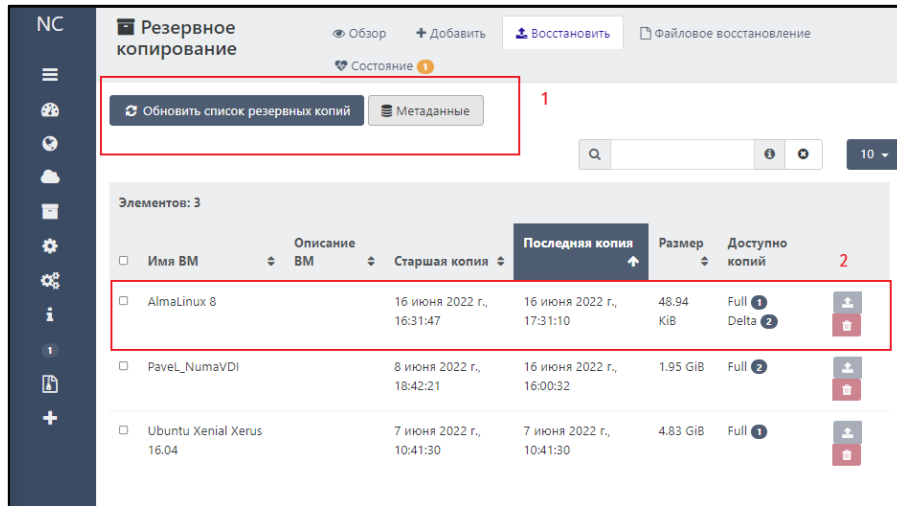 NC
Резервное копирование
Обзор
Добавить
Восстановить
Файловое восстановление
Состояние 1
1
Обновить список резервных копий
Метаданные
10
Элементов: 3
Имя ВМ
Описание ВМ
Старшая копия
Последняя копия
Размер
Доступно копий
2
AlmaLinux 8
16 июня 2022 г., 16:31:47
16 июня 2022 г., 17:31:10
48.94 KiB
Full 1
Delta 2
PaveL_NumaVDI
8 июня 2022 г., 18:42:21
16 июня 2022 г., 16:00:32
1.95 GiB
Full 2
Ubuntu Xenial Xerus 16.04
7 июня 2022 г., 10:41:30
7 июня 2022 г., 10:41:30
4.83 GiB
Full 1
1